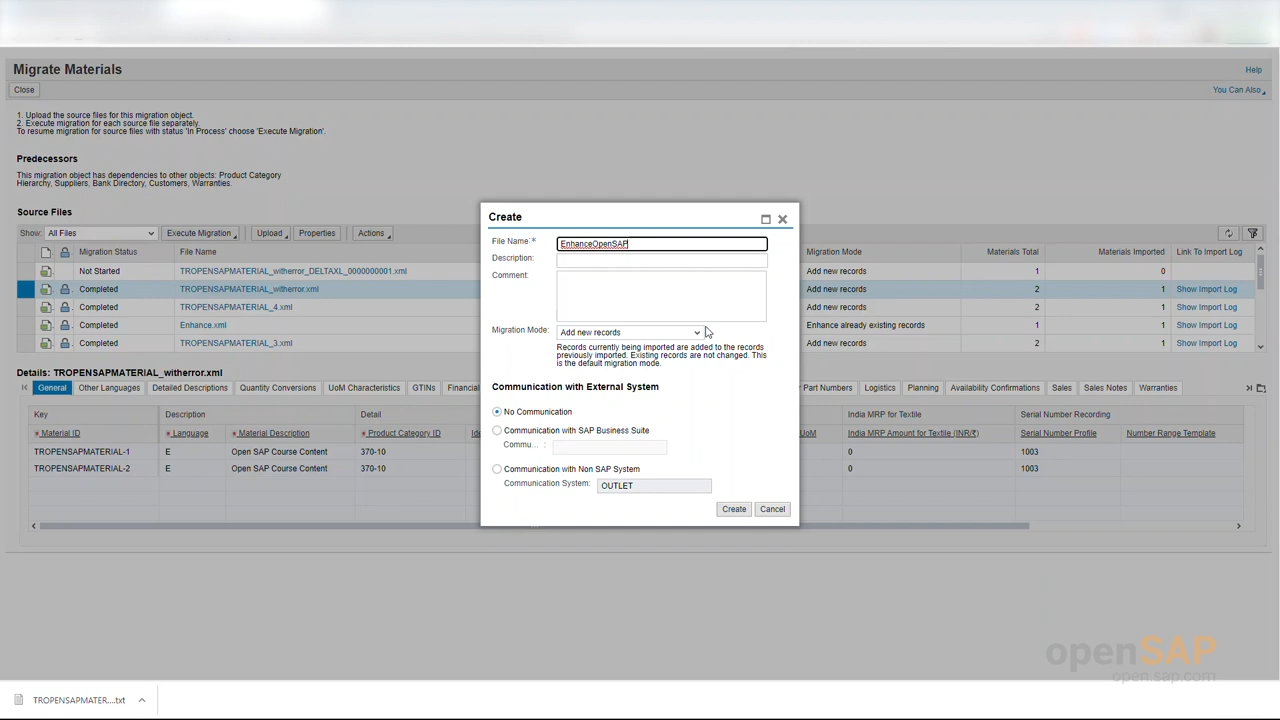 Migrate Materials
Help
Close
You Can Also
1. Upload the source files for this migration object.
2. Execute migration for each source file separately.
To resume migration for source files with status 'In Process' choose 'Execute Migration'.
Predecessors
This migration object has dependencies to other objects: Product Category
Hierarchy, Suppliers, Bank Directory, Customers, Warranties.
Source Files
Show: All Files Execute Migration Upload Properties Actions
Migration Status File Name Migration Mode Materials Total Materials Imported Link To Import Log
Not Started TROPENSAPMATERIAL_witherror_DELTAXL_0000000001.xml Add new records 1 0
Completed TROPENSAPMATERIAL_witherror.xml Add new records 2 1 Show Import Log
Completed TROPENSAPMATERIAL_4.xml Add new records 2 1 Show Import Log
Completed Enhance.xml Enhance already existing records 1 1 Show Import Log
Completed TROPENSAPMATERIAL_3.xml Add new records 2 1 Show Import Log
Details: TROPENSAPMATERIAL_witherror.xml
General Other Languages Detailed Descriptions Quantity Conversions UoM Characteristics GTINs Financial Part Numbers Logistics Planning Availability Confirmations Sales Sales Notes Warranties
Key Description Detail India MRP for Textile Serial Number Recording
* Material ID * Language * Material Description * Product Category ID UoM India MRP Amount for Textile (INR/₹) Serial Number Profile Number Range Template
TROPENSAPMATERIAL-1 E Open SAP Course Content 370-10 0 1003
TROPENSAPMATERIAL-2 E Open SAP Course Content 370-10 0 1003
Create
File Name: * EnhanceOpenSAP
Description:
Comment:
Migration Mode: Add new records
Records currently being imported are added to the records
previously imported. Existing records are not changed. This
is the default migration mode.
Communication with External System
No Communication
Communication with SAP Business Suite
Commu... :
Communication with Non SAP System
Communication System: OUTLET
Create Cancel
openSAP
open.sap.com
TROPENSAPMATER....txt